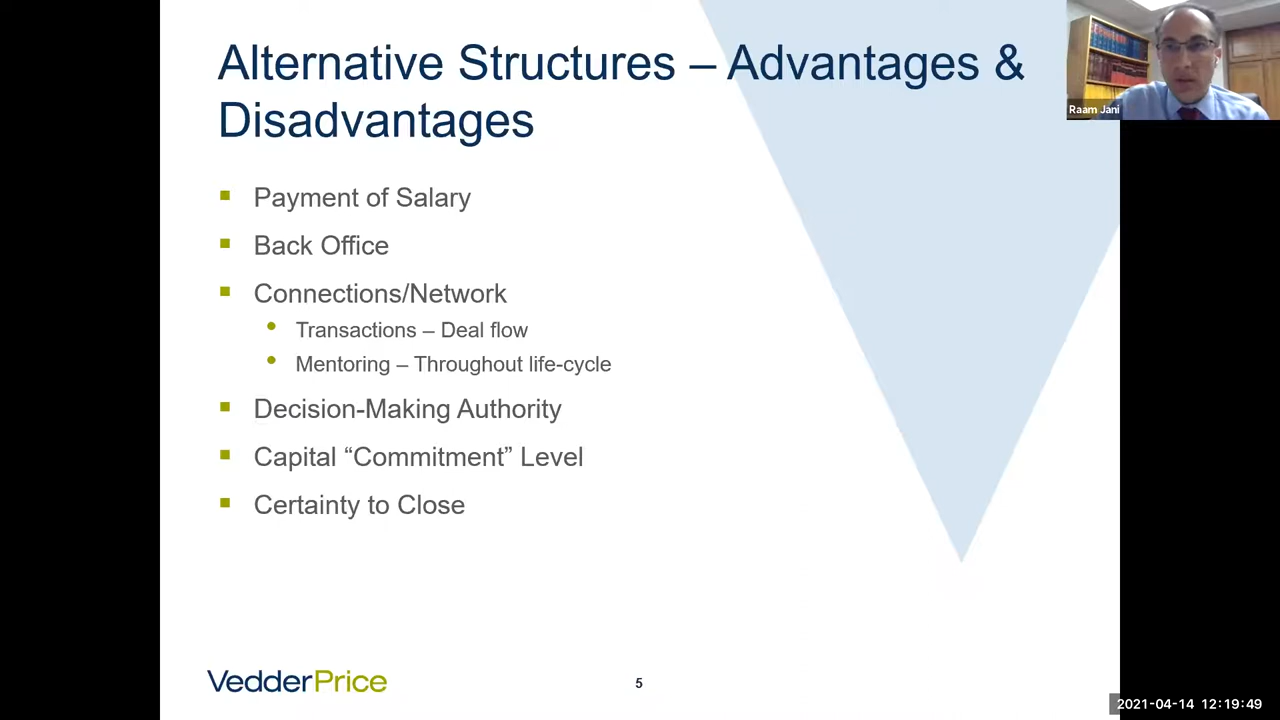 Alternative Structures – Advantages &
Disadvantages
Raam Jani
Payment of Salary
Back Office
Connections/Network
Transactions – Deal flow
Mentoring – Throughout life-cycle
Decision-Making Authority
Capital “Commitment” Level
Certainty to Close
VedderPrice
5
2021-04-14 12:19:49